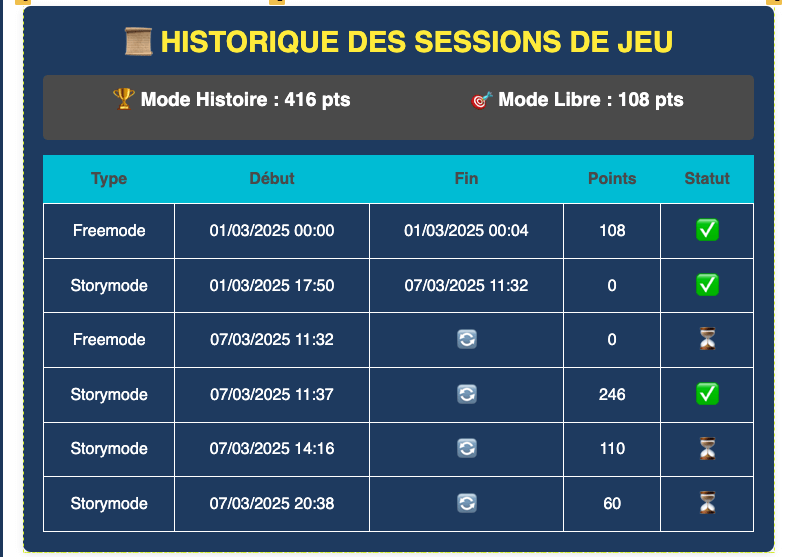 HISTORIQUE DES SESSIONS DE JEU
Mode Histoire : 416 pts
Mode Libre : 108 pts
Type Début Fin Points Statut
Freemode 01/03/2025 00:00 01/03/2025 00:04 108
Storymode 01/03/2025 17:50 07/03/2025 11:32 0
Freemode 07/03/2025 11:32 0
Storymode 07/03/2025 11:37 246
Storymode 07/03/2025 14:16 110
Storymode 07/03/2025 20:38 60